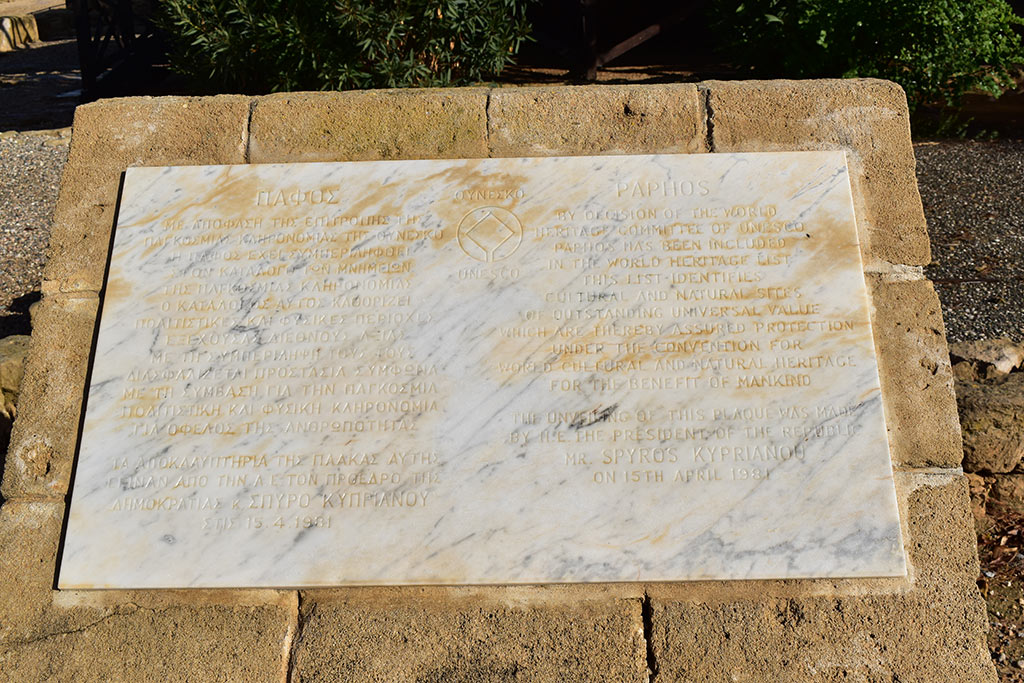 ΠΑΦΟΣ
ΜΕ ΑΠΟΦΑΣΗ ΤΗΣ ΕΠΙΤΡΟΠΗΣ ΤΗΣ
ΠΑΓΚΟΣΜΙΑΣ ΚΛΗΡΟΝΟΜΙΑΣ ΤΗΣ ΟΥΝΕΣΚΟ
Η ΠΑΦΟΣ ΕΧΕΙ ΣΥΜΠΕΡΙΛΗΦΘΕΙ
ΣΤΟΝ ΚΑΤΑΛΟΓΟ ΤΩΝ ΜΝΗΜΕΙΩΝ
ΤΗΣ ΠΑΓΚΟΣΜΙΑΣ ΚΛΗΡΟΝΟΜΙΑΣ
Ο ΚΑΤΑΛΟΓΟΣ ΑΥΤΟΣ ΚΑΘΟΡΙΖΕΙ
ΠΟΛΙΤΙΣΤΙΚΕΣ ΚΑΙ ΦΥΣΙΚΕΣ ΠΕΡΙΟΧΕΣ
ΕΞΕΧΟΥΣΑΣ ΔΙΕΘΝΟΥΣ ΑΞΙΑΣ
ΜΕ ΤΗ ΣΥΜΠΕΡΙΛΗΨΗ ΤΟΥΣ ΤΟΥΣ
ΔΙΑΣΦΑΛΙΖΕΤΑΙ ΠΡΟΣΤΑΣΙΑ ΣΥΜΦΩΝΑ
ΜΕ ΤΗ ΣΥΜΒΑΣΗ ΓΙΑ ΤΗΝ ΠΑΓΚΟΣΜΙΑ
ΠΟΛΙΤΙΣΤΙΚΗ ΚΑΙ ΦΥΣΙΚΗ ΚΛΗΡΟΝΟΜΙΑ
ΓΙΑ ΟΦΕΛΟΣ ΤΗΣ ΑΝΘΡΩΠΟΤΗΤΑΣ
ΤΑ ΑΠΟΚΑΛΥΠΤΗΡΙΑ ΤΗΣ ΠΛΑΚΑΣ ΑΥΤΗΣ
ΕΓΙΝΑΝ ΑΠΟ ΤΗΝ Α.Ε. ΤΟΝ ΠΡΟΕΔΡΟ ΤΗΣ
ΔΗΜΟΚΡΑΤΙΑΣ κ. ΣΠΥΡΟ ΚΥΠΡΙΑΝΟΥ
ΣΤΙΣ 15.4.1981
ΟΥΝΕΣΚΟ
UNESCO
PAPHOS
BY DECISION OF THE WORLD
HERITAGE COMMITTEE OF UNESCO
PAPHOS HAS BEEN INCLUDED
IN THE WORLD HERITAGE LIST
THIS LIST IDENTIFIES
CULTURAL AND NATURAL SITES
OF OUTSTANDING UNIVERSAL VALUE
WHICH ARE THEREBY ASSURED PROTECTION
UNDER THE CONVENTION FOR
WORLD CULTURAL AND NATURAL HERITAGE
FOR THE BENEFIT OF MANKIND
THE UNVEILING OF THIS PLAQUE WAS MADE
BY H.E. THE PRESIDENT OF THE REPUBLIC
MR. SPYROS KYPRIANOU
ON 15TH APRIL 1981